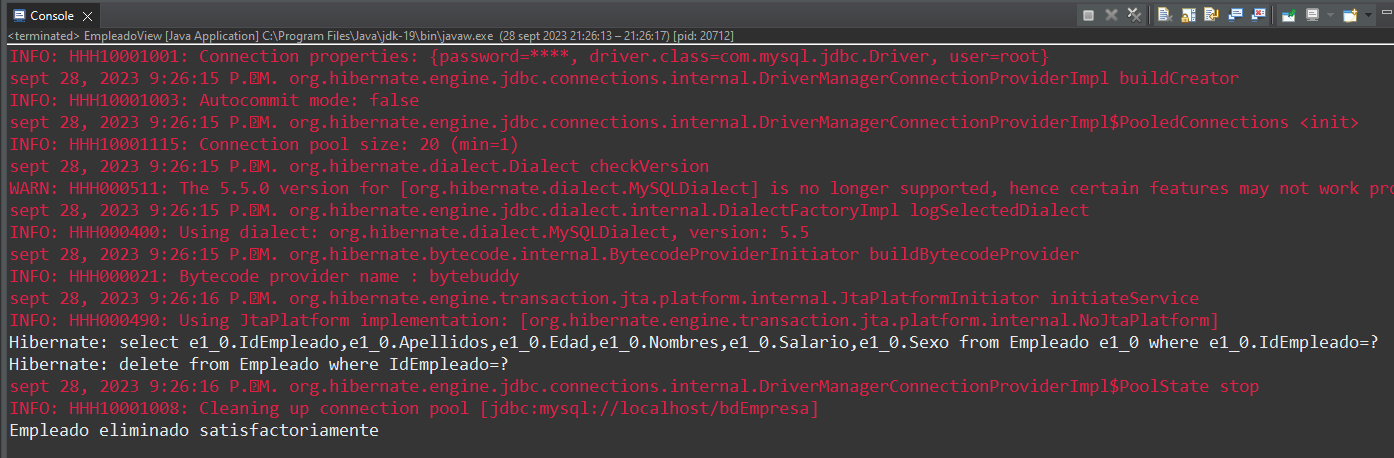 Console
<terminated> EmpleadoView [Java Application] C:\Program Files\Java\jdk-19\bin\javaw.exe (28 sept 2023 21:26:13 – 21:26:17) [pid: 20712]
INFO: HHH10001001: Connection properties: {password=****, driver.class=com.mysql.jdbc.Driver, user=root}
sept 28, 2023 9:26:15 P.�M. org.hibernate.engine.jdbc.connections.internal.DriverManagerConnectionProviderImpl buildCreator
INFO: HHH10001003: Autocommit mode: false
sept 28, 2023 9:26:15 P.�M. org.hibernate.engine.jdbc.connections.internal.DriverManagerConnectionProviderImpl$PooledConnections <init>
INFO: HHH10001115: Connection pool size: 20 (min=1)
sept 28, 2023 9:26:15 P.�M. org.hibernate.dialect.Dialect checkVersion
WARN: HHH000511: The 5.5.0 version for [org.hibernate.dialect.MySQLDialect] is no longer supported, hence certain features may not work pro
sept 28, 2023 9:26:15 P.�M. org.hibernate.engine.jdbc.dialect.internal.DialectFactoryImpl logSelectedDialect
INFO: HHH000400: Using dialect: org.hibernate.dialect.MySQLDialect, version: 5.5
sept 28, 2023 9:26:15 P.�M. org.hibernate.bytecode.internal.BytecodeProviderInitiator buildBytecodeProvider
INFO: HHH000021: Bytecode provider name : bytebuddy
sept 28, 2023 9:26:16 P.�M. org.hibernate.engine.transaction.jta.platform.internal.JtaPlatformInitiator initiateService
INFO: HHH000490: Using JtaPlatform implementation: [org.hibernate.engine.transaction.jta.platform.internal.NoJtaPlatform]
Hibernate: select e1_0.IdEmpleado,e1_0.Apellidos,e1_0.Edad,e1_0.Nombres,e1_0.Salario,e1_0.Sexo from Empleado e1_0 where e1_0.IdEmpleado=?
Hibernate: delete from Empleado where IdEmpleado=?
sept 28, 2023 9:26:16 P.�M. org.hibernate.engine.jdbc.connections.internal.DriverManagerConnectionProviderImpl$PoolState stop
INFO: HHH10001008: Cleaning up connection pool [jdbc:mysql://localhost/bdEmpresa]
Empleado eliminado satisfactoriamente